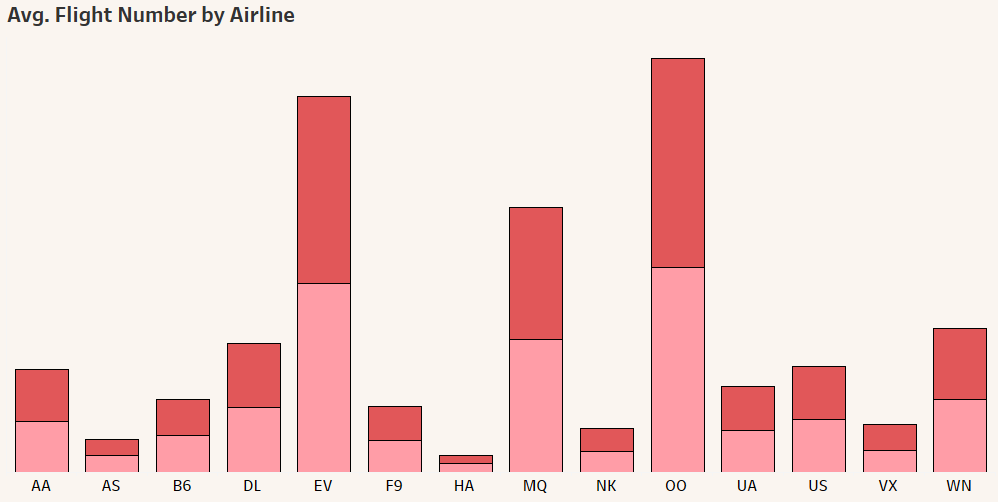 Avg. Flight Number by Airline
AA AS B6 DL EV F9 HA MQ NK OO UA US VX WN